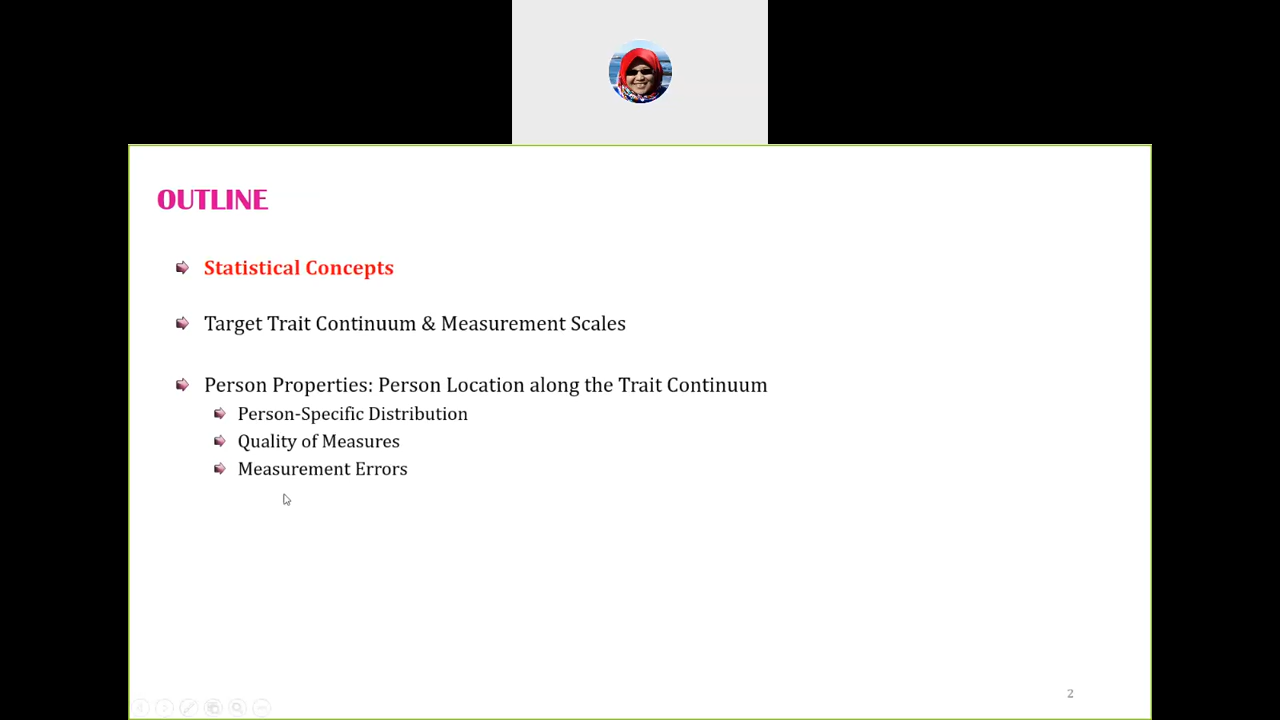 OUTLINE
Statistical Concepts
Target Trait Continuum & Measurement Scales
Person Properties: Person Location along the Trait Continuum
Person-Specific Distribution
Quality of Measures
Measurement Errors
2